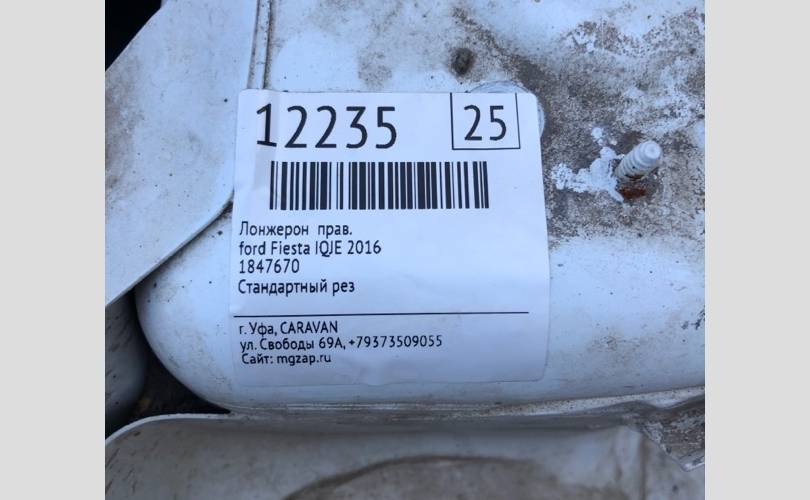 12235 25
Лонжерон прав.
ford Fiesta IQJE 2016
1847670
Стандартный рез
г. Уфа, CARAVAN
ул. Свободы 69А, +79373509055
Сайт: mgzap.ru